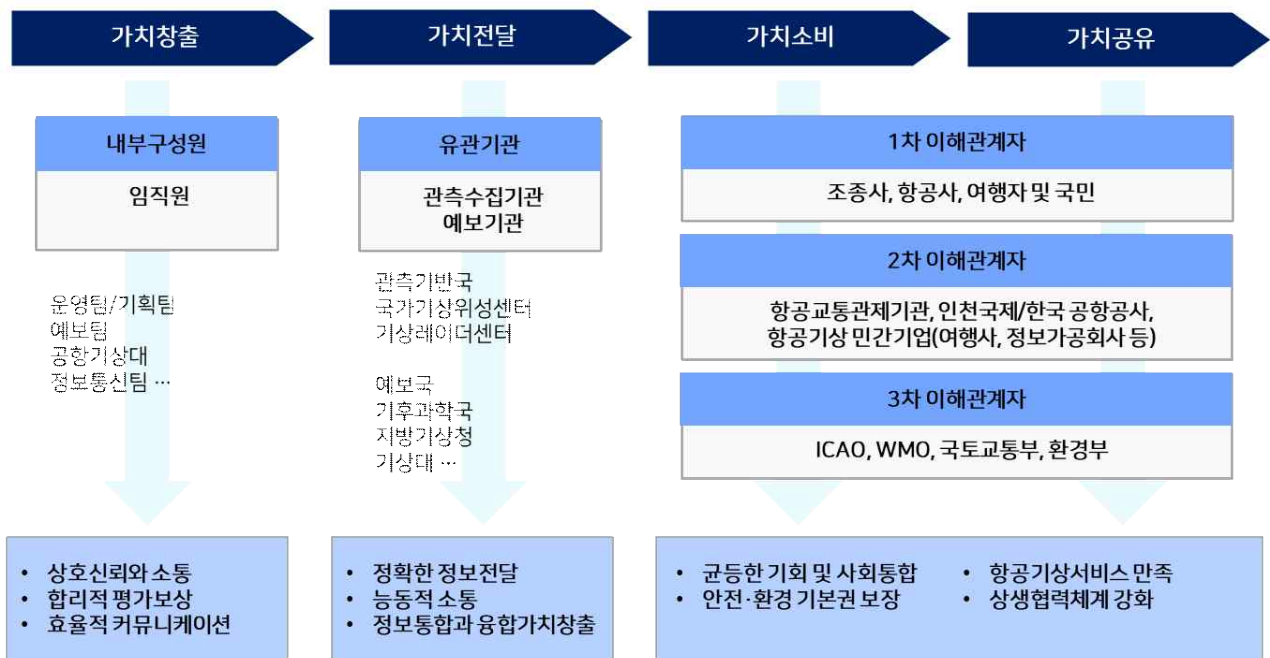 가치창출
가치전달
가치소비
가치공유
내부구성원
임직원
운영팀/기획팀
예보팀
공항기상대
정보통신팀 …
유관기관
관측수집기관
예보기관
관측기반국
국가기상위성센터
기상레이더센터
예보국
기후과학국
지방기상청
기상대 …
1차 이해관계자
조종사, 항공사, 여행자 및 국민
2차 이해관계자
항공교통관제기관, 인천국제/한국 공항공사,
항공기상 민간기업(여행사, 정보가공회사 등)
3차 이해관계자
ICAO, WMO, 국토교통부, 환경부
• 상호신뢰와 소통
• 합리적 평가보상
• 효율적 커뮤니케이션
• 정확한 정보전달
• 능동적 소통
• 정보통합과 융합가치창출
• 균등한 기회 및 사회통합
• 안전·환경 기본권 보장
• 항공기상서비스 만족
• 상생협력체계 강화